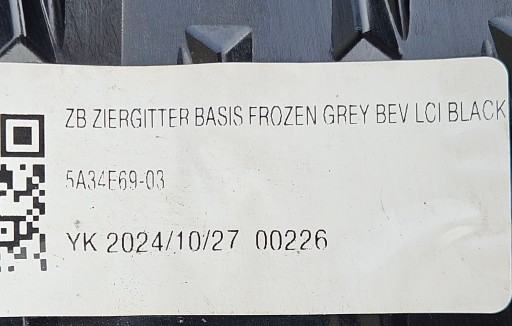 ZB ZIERGITTER BASIS FROZEN GREY BEV LCI BLACK
5A34E69-03
YK 2024/10/27 00226